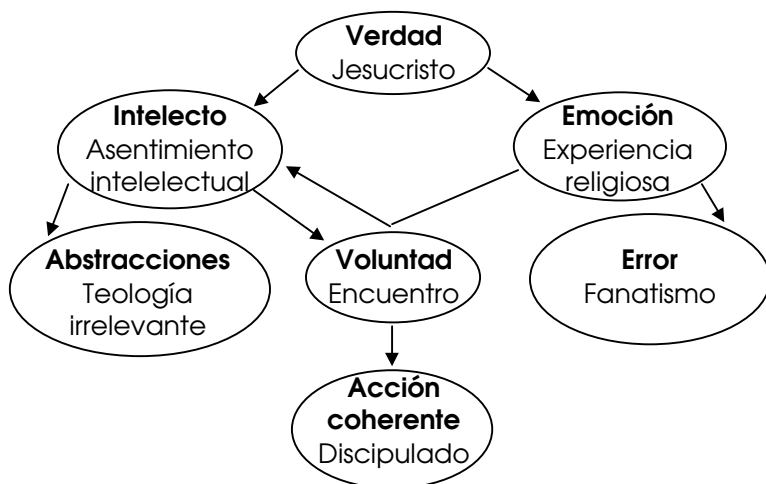 Verdad
Jesucristo
Intelecto
Asentimiento
intelelectual
Emoción
Experiencia
religiosa
Abstracciones
Teología
irrelevante
Voluntad
Encuentro
Error
Fanatismo
Acción
coherente
Discipulado